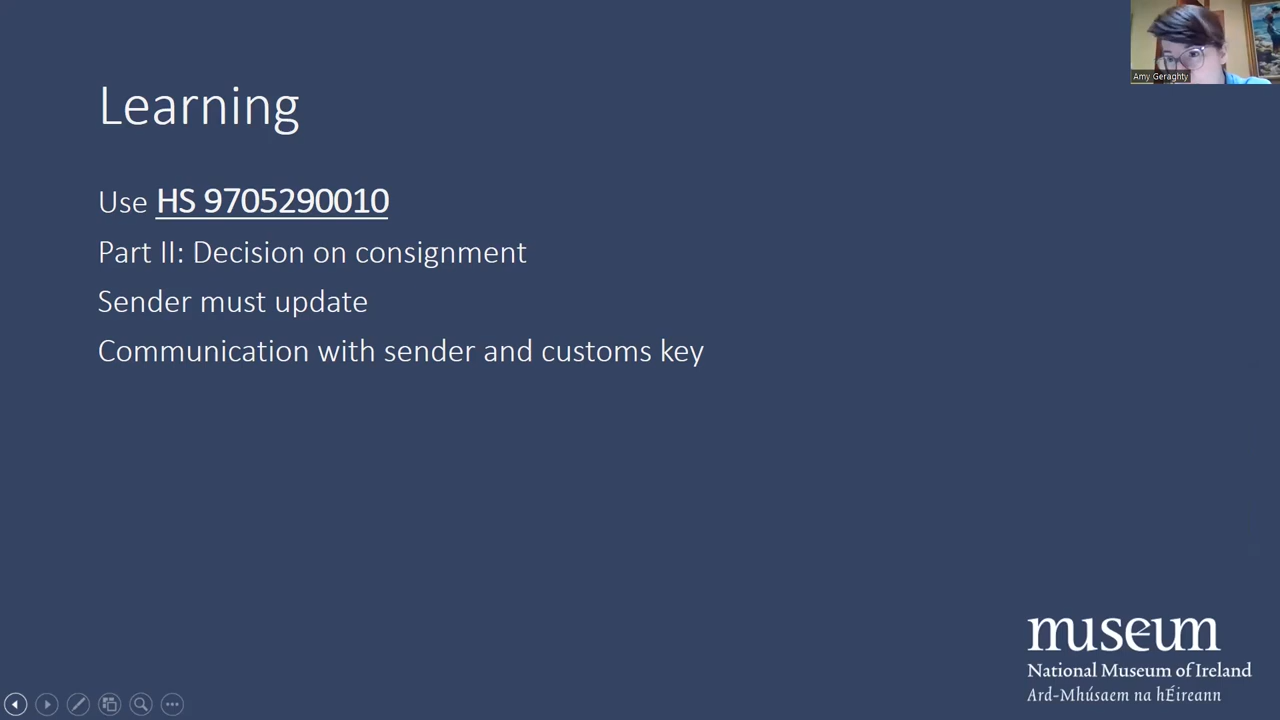 Amy Geraghty
Learning
Use HS 9705290010
Part II: Decision on consignment
Sender must update
Communication with sender and customs key
museum
National Museum of Ireland
Ard-Mhúsaem na hÉireann